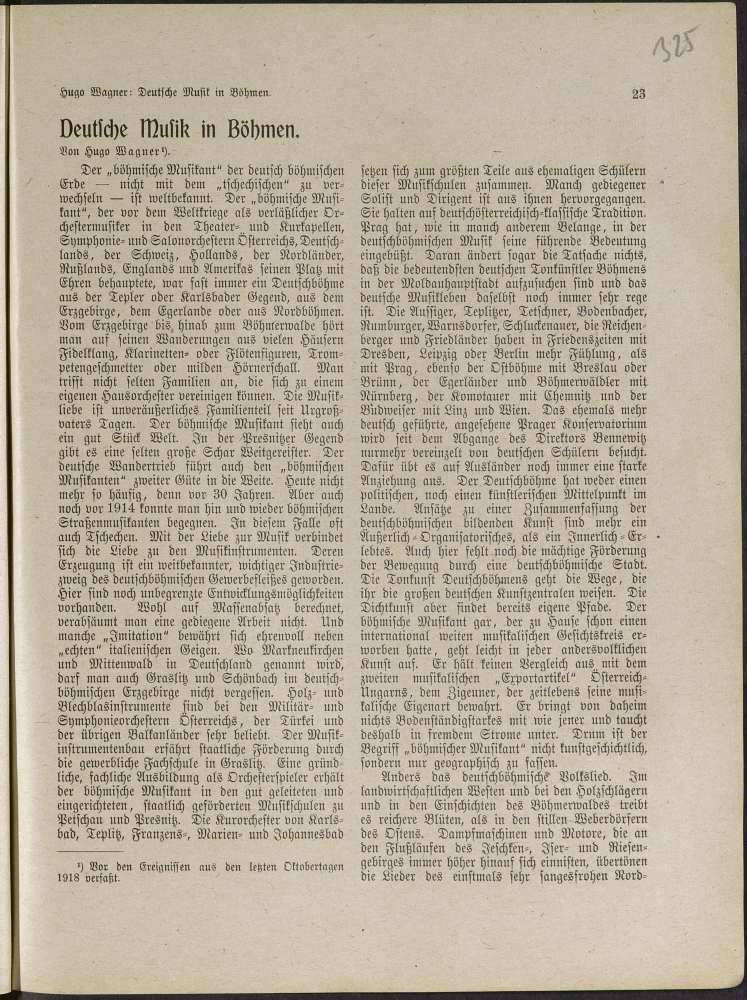 325
Hugo Wagner: Deutsche Musik in Böhmen.
23
Deutsche Musik in Böhmen.
Von Hugo Wagner¹).
Der „böhmische Musikant“ der deutsch böhmischen
Erde — nicht mit dem „tschechischen“ zu ver-
wechseln — ist weltbekannt. Der „böhmische Musi-
kant“, der vor dem Weltkriege als verläßlicher Or-
chestermusiker in den Theater- und Kurkapellen,
Symphonie- und Salonorchestern Österreichs, Deutsch-
lands, der Schweiz, Hollands, der Nordländer,
Rußlands, Englands und Amerikas seinen Platz mit
Ehren behauptete, war fast immer ein Deutschböhme
aus der Tepler oder Karlsbader Gegend, aus dem
Erzgebirge, dem Egerlande oder aus Nordböhmen.
Vom Erzgebirge bis hinab zum Böhmerwalde hört
man auf seinen Wanderungen aus vielen Häusern
Fidelklang, Klarinetten- oder Flötenfiguren, Trom-
petengeschmetter oder milden Hörnerschall. Man
trifft nicht selten Familien an, die sich zu einem
eigenen Hausorchester vereinigen können. Die Musik-
liebe ist unveräußerliches Familienteil seit Urgroß-
vaters Tagen. Der böhmische Musikant sieht auch
ein gut Stück Welt. In der Presnitzer Gegend
gibt es eine selten große Schar Weitgereister. Der
deutsche Wandertrieb führt auch den „böhmischen
Musikanten“ zweiter Güte in die Weite. Heute nicht
mehr so häufig, denn vor 30 Jahren. Aber auch
noch vor 1914 konnte man hin und wieder böhmischen
Straßenmusikanten begegnen. In diesem Falle oft
auch Tschechen. Mit der Liebe zur Musik verbindet
sich die Liebe zu den Musikinstrumenten. Deren
Erzeugung ist ein weitbekannter, wichtiger Industrie-
zweig des deutschböhmischen Gewerbefleißes geworden.
Hier sind noch unbegrenzte Entwicklungsmöglichkeiten
vorhanden. Wohl auf Massenabsatz berechnet,
verabsäumt man eine gediegene Arbeit nicht. Und
manche „Imitation“ bewährt sich ehrenvoll neben
„echten“ italienischen Geigen. Wo Markneukirchen
und Mittenwald in Deutschland genannt wird,
darf man auch Graslitz und Schönbach im deutsch-
böhmischen Erzgebirge nicht vergessen. Holz- und
Blechblasinstrumente sind bei den Militär- und
Symphonieorchestern Österreichs, der Türkei und
der übrigen Balkanländer sehr beliebt. Der Musik-
instrumentenbau erfährt staatliche Förderung durch
die gewerbliche Fachschule in Graslitz. Eine gründ-
liche, fachliche Ausbildung als Orchesterspieler erhält
der böhmische Musikant in den gut geleiteten und
eingerichteten, staatlich geförderten Musikschulen zu
Petschau und Presnitz. Die Kurorchester von Karls-
bad, Teplitz, Franzens-, Marien- und Johannesbad
¹) Vor den Ereignissen aus den letzten Oktobertagen
1918 verfaßt.
setzen sich zum größten Teile aus ehemaligen Schülern
dieser Musikschulen zusammen. Manch gediegener
Solist und Dirigent ist aus ihnen hervorgegangen.
Sie halten auf deutschösterreichisch-klassische Tradition.
Prag hat, wie in manch anderem Belange, in der
deutschböhmischen Musik seine führende Bedeutung
eingebüßt. Daran ändert sogar die Tatsache nichts,
daß die bedeutendsten deutschen Tonkünstler Böhmens
in der Moldauhauptstadt aufzusuchen sind und das
deutsche Musikleben daselbst noch immer sehr rege
ist. Die Aussiger, Teplitzer, Tetschner, Bodenbacher,
Rumburger, Warnsdorfer, Schluckenauer, die Reichen-
berger und Friedländer haben in Friedenszeiten mit
Dresden, Leipzig oder Berlin mehr Fühlung, als
mit Prag, ebenso der Ostböhme mit Breslau oder
Brünn, der Egerländer und Böhmerwäldler mit
Nürnberg, der Komotauer mit Chemnitz und der
Budweiser mit Linz und Wien. Das ehemals mehr
deutsch geführte, angesehene Prager Konservatorium
wird seit dem Abgange des Direktors Bennewitz
nurmehr vereinzelt von deutschen Schülern besucht.
Dafür übt es auf Ausländer noch immer eine starke
Anziehung aus. Der Deutschböhme hat weder einen
politischen, noch einen künstlerischen Mittelpunkt im
Lande. Ansätze zu einer Zusammenfassung der
deutschböhmischen bildenden Kunst sind mehr ein
Äußerlich-Organisatorisches, als ein Innerlich-Er-
lebtes. Auch hier fehlt noch die mächtige Förderung
der Bewegung durch eine deutschböhmische Stadt.
Die Tonkunst Deutschböhmens geht die Wege, die
ihr die großen deutschen Kunstzentralen weisen. Die
Dichtkunst aber findet bereits eigene Pfade. Der
böhmische Musikant gar, der zu Hause schon einen
international weiten musikalischen Gesichtskreis er-
worben hatte, geht leicht in jeder andersvolklichen
Kunst auf. Er hält keinen Vergleich aus mit dem
zweiten musikalischen „Exportartikel“ Österreich-
Ungarns, dem Zigeuner, der zeitlebens seine musi-
kalische Eigenart bewahrt. Er bringt von daheim
nichts Bodenständigstarkes mit wie jener und taucht
deshalb in fremdem Strome unter. Drum ist der
Begriff „böhmischer Musikant“ nicht kunstgeschichtlich,
sondern nur geographisch zu fassen.
Anders das deutschböhmische Volkslied. Im
landwirtschaftlichen Westen und bei den Holzschlägern
und in den Einschichten des Böhmerwaldes treibt
es reichere Blüten, als in den stillen Weberdörfern
des Ostens. Dampfmaschinen und Motore, die an
den Flußläufen des Jeschken-, Iser- und Riesen-
gebirges immer höher hinauf sich einnisten, übertönen
die Lieder des einstmals sehr sangesfrohen Nord-